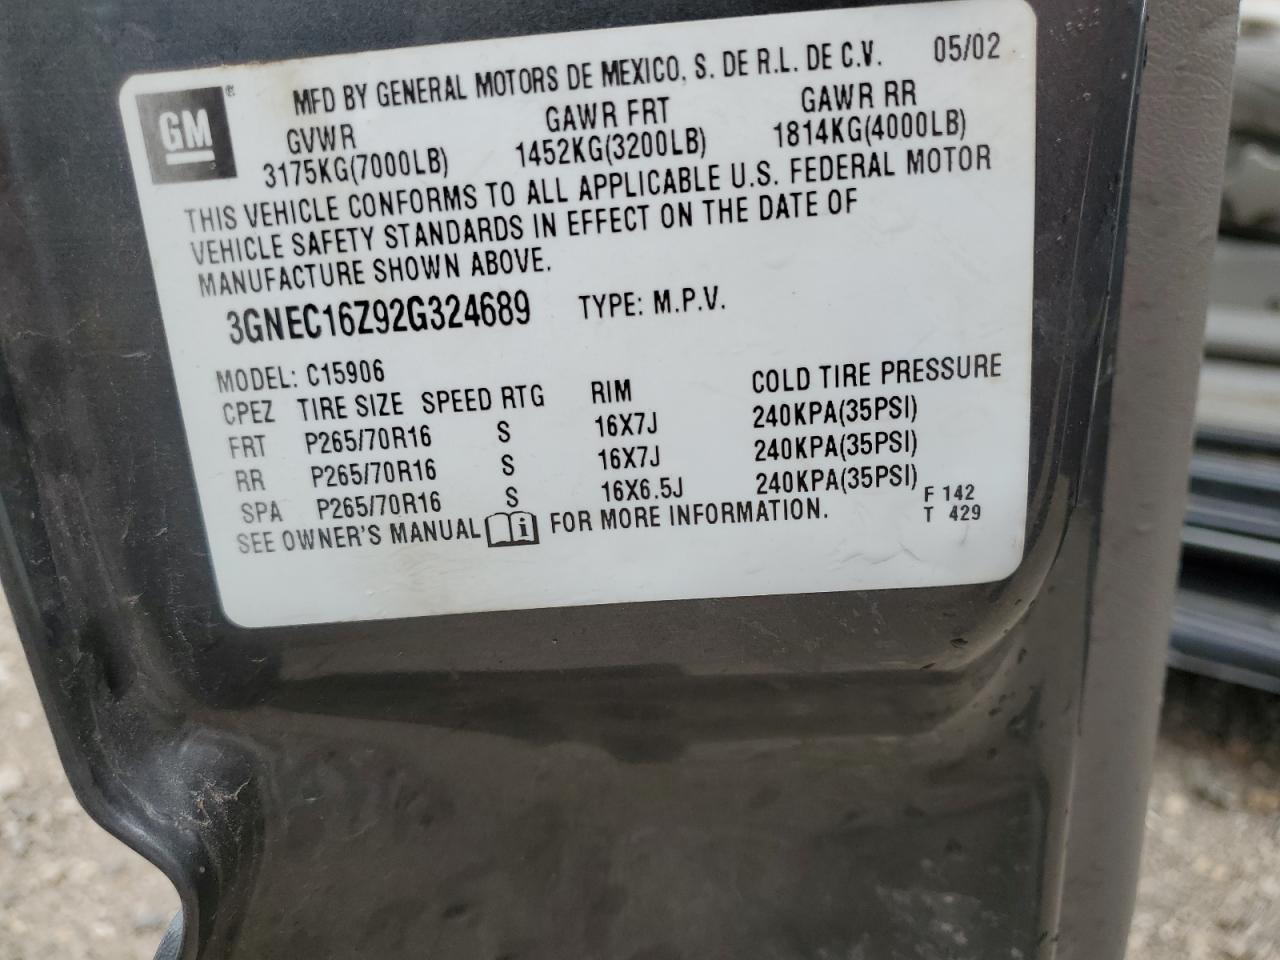 GM ®
MFD BY GENERAL MOTORS DE MEXICO, S. DE R.L. DE C.V. 05/02
GVWR GAWR FRT GAWR RR
3175KG(7000LB) 1452KG(3200LB) 1814KG(4000LB)
THIS VEHICLE CONFORMS TO ALL APPLICABLE U.S. FEDERAL MOTOR
VEHICLE SAFETY STANDARDS IN EFFECT ON THE DATE OF
MANUFACTURE SHOWN ABOVE.
3GNEC16Z92G324689 TYPE: M.P.V.
MODEL: C15906
CPEZ TIRE SIZE SPEED RTG RIM COLD TIRE PRESSURE
FRT P265/70R16 S 16X7J 240KPA(35PSI)
RR P265/70R16 S 16X7J 240KPA(35PSI)
SPA P265/70R16 S 16X6.5J 240KPA(35PSI)
SEE OWNER'S MANUAL i FOR MORE INFORMATION.
F 142
T 429